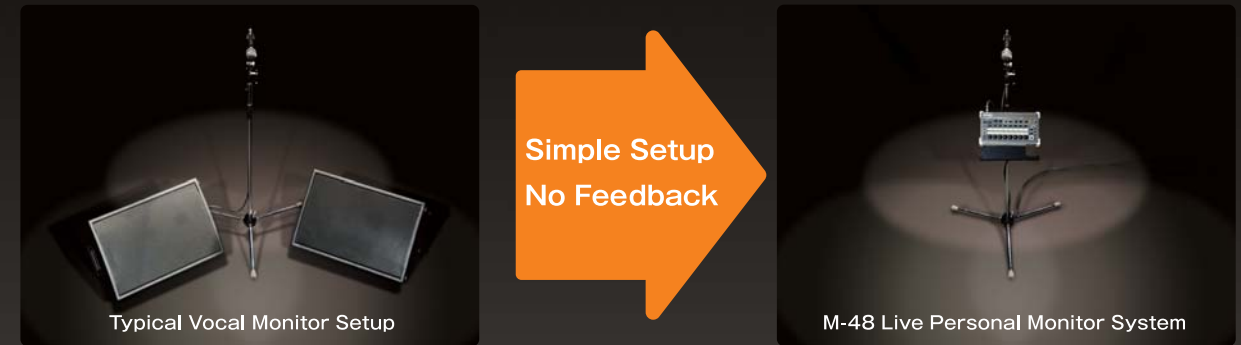 Simple Setup
No Feedback
Typical Vocal Monitor Setup
M-48 Live Personal Monitor System